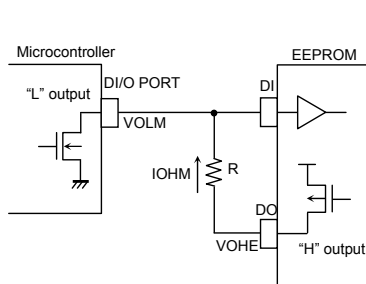 Microcontroller
EEPROM
DI/O PORT
DI
“L” output
VOLM
IOHM
R
DO
VOHE
“H” output